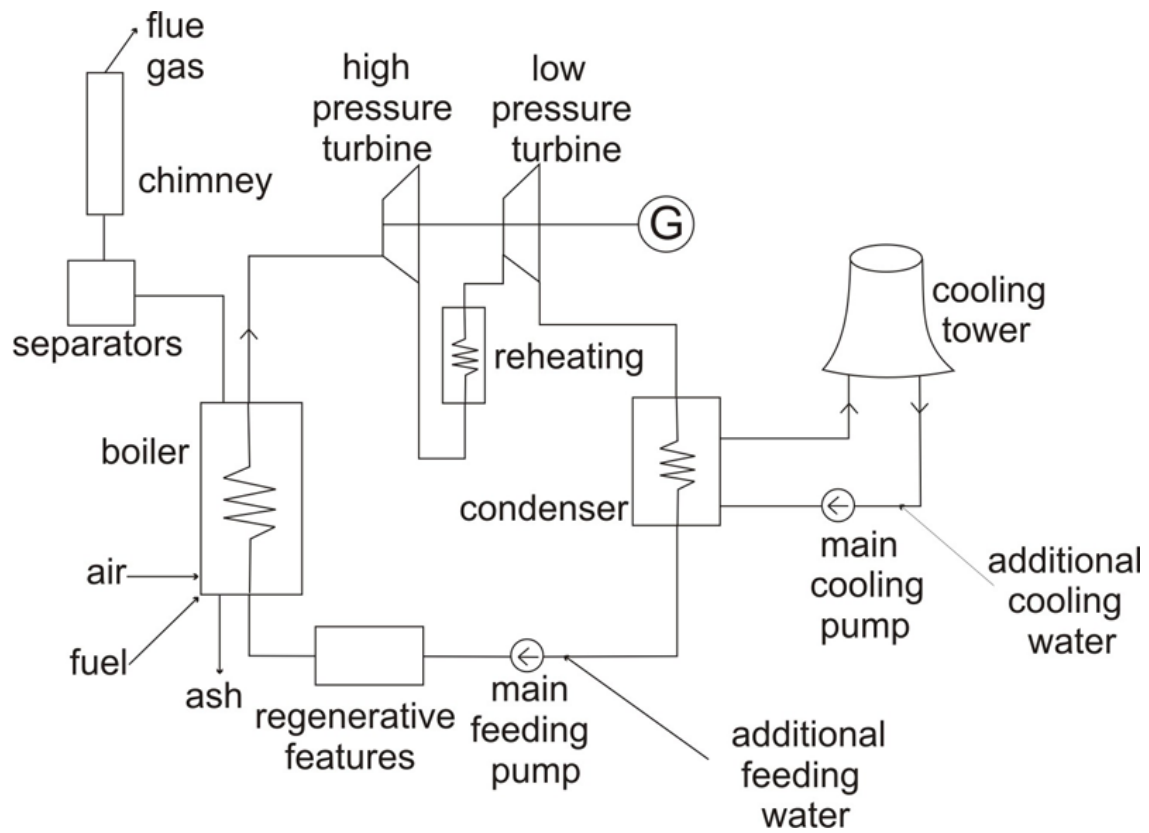 flue
gas
high
pressure
turbine
low
pressure
turbine
chimney
G
separators
cooling
tower
reheating
boiler
condenser
air
main
cooling
pump
additional
cooling
water
fuel
ash
regenerative
features
main
feeding
pump
additional
feeding
water